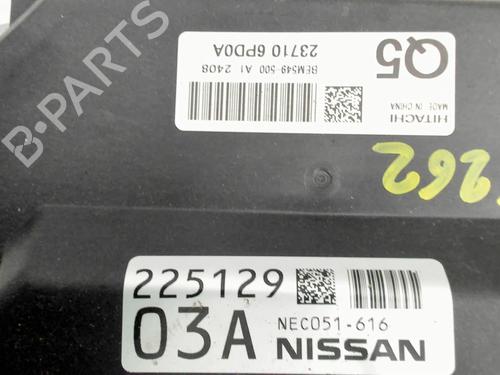 Q5
23710 6PD0A
BEM549-500 A1 2408
HITACHI
MADE IN CHINA
262
225129
03A
NEC051-616
NISSAN
B-PARTS